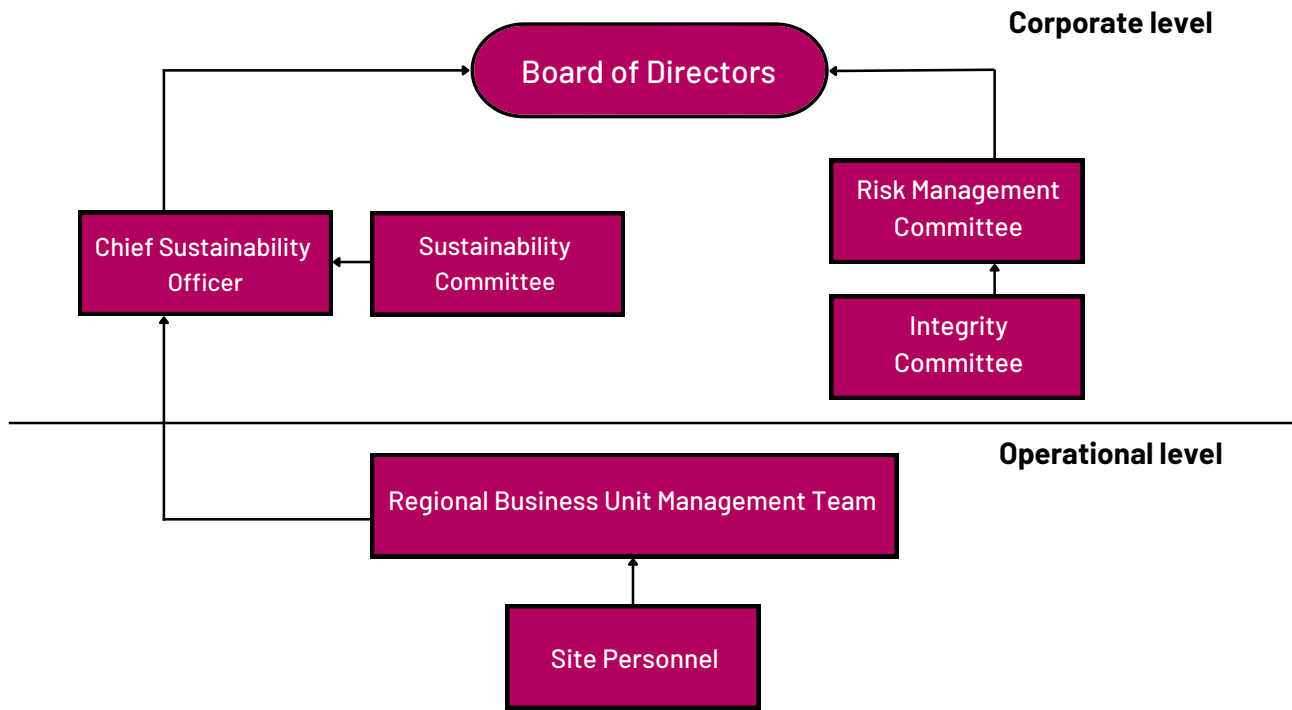 Corporate level
Board of Directors
Risk Management
Committee
Chief Sustainability
Officer
Sustainability
Committee
Integrity
Committee
Operational level
Regional Business Unit Management Team
Site Personnel